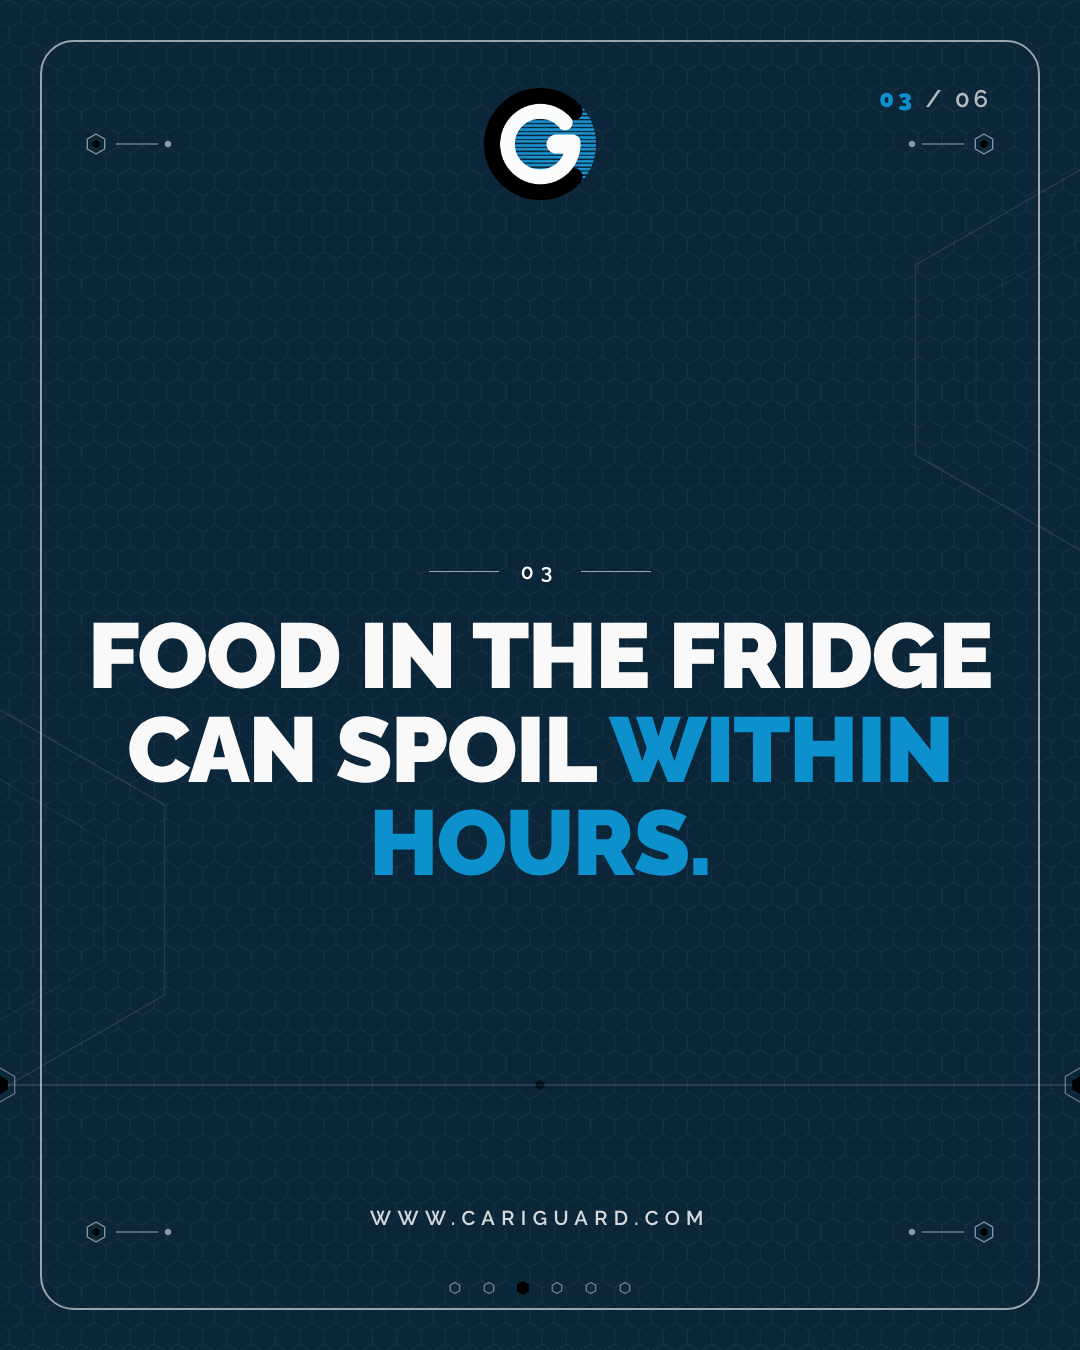 03 / 06
G
03
FOOD IN THE FRIDGE
CAN SPOIL WITHIN
HOURS.
WWW.CARIGUARD.COM